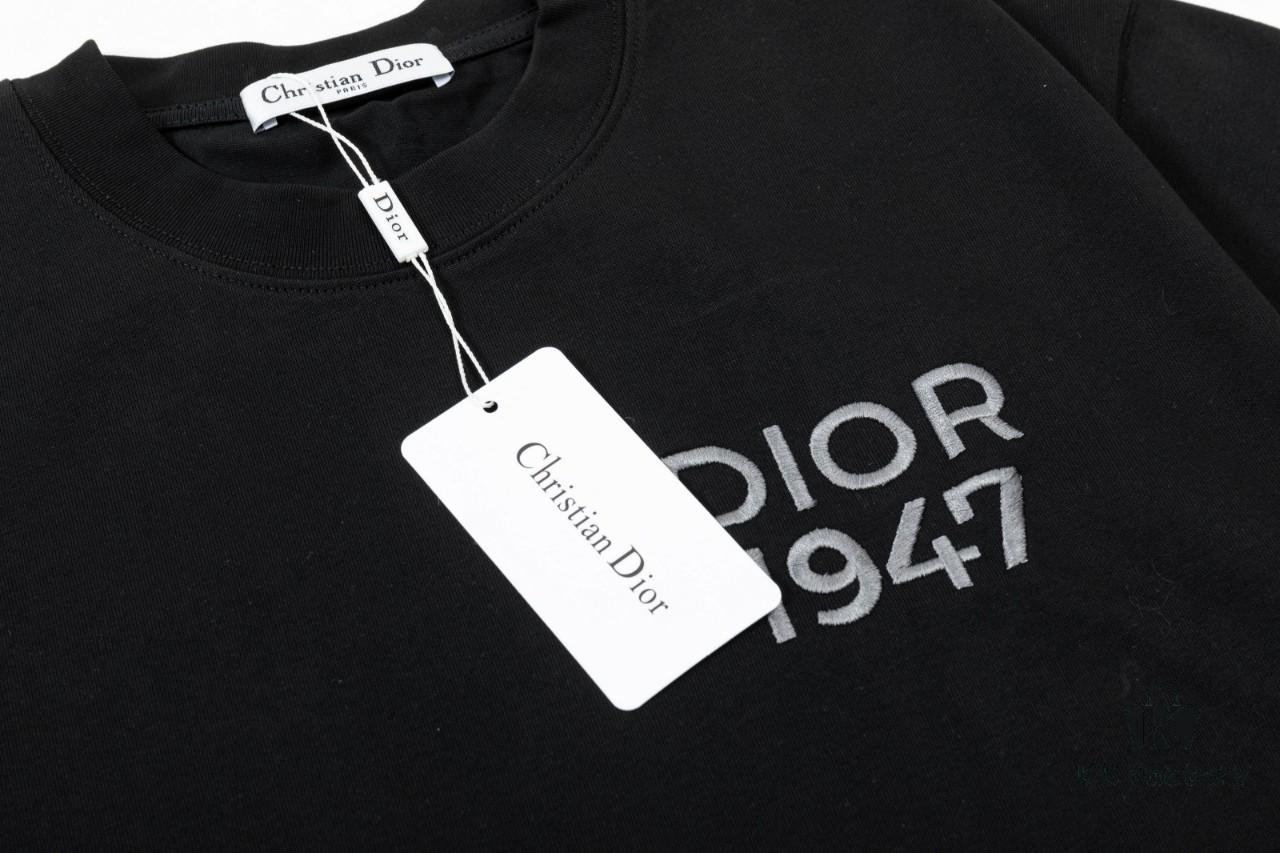 Christian Dior
PARIS
Dior
Christian Dior
DIOR
1947